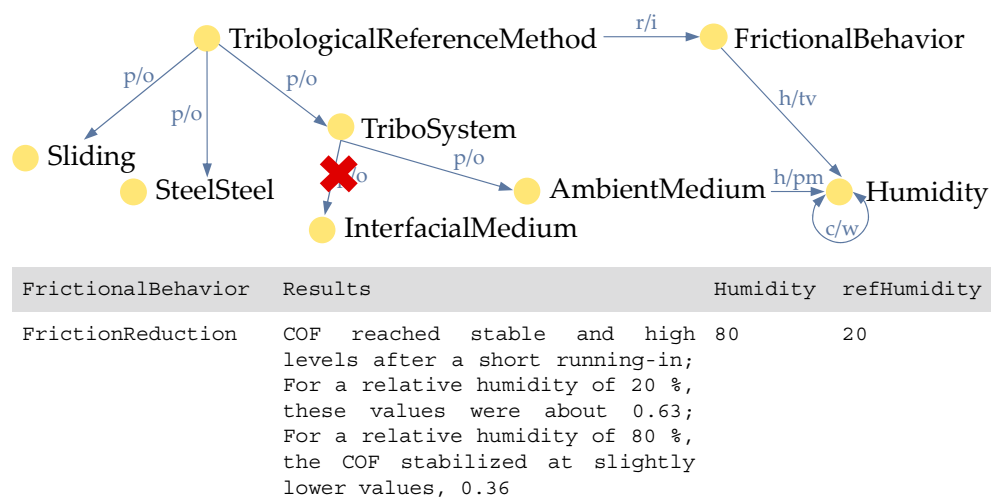 TribologicalReferenceMethod r/i FrictionalBehavior
p/o p/o p/o h/tv
TriboSystem
Sliding p/o p/o
SteelSteel AmbientMedium h/pm Humidity
InterfacialMedium c/w
FrictionalBehavior Results Humidity refHumidity
FrictionReduction COF reached stable and high 80 20
levels after a short running-in;
For a relative humidity of 20 %,
these values were about 0.63;
For a relative humidity of 80 %,
the COF stabilized at slightly
lower values, 0.36